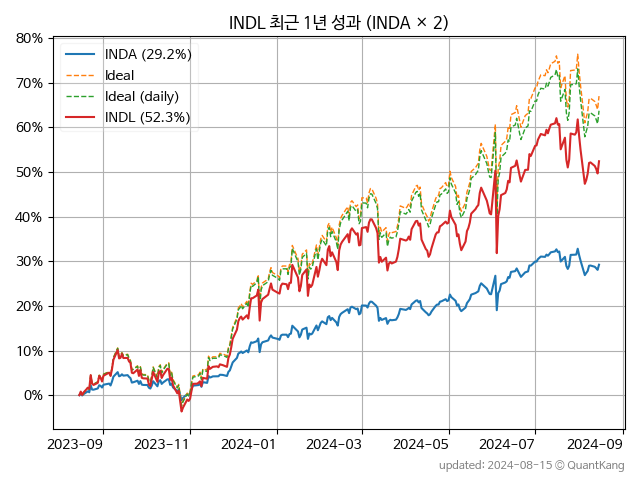 INDL 최근 1년 성과 (INDA × 2)
80%
70%
60%
50%
40%
30%
20%
10%
0%
INDA (29.2%)
Ideal
Ideal (daily)
INDL (52.3%)
2023-09
2023-11
2024-01
2024-03
2024-05
2024-07
2024-09
updated: 2024-08-15 ⓒ QuantKang